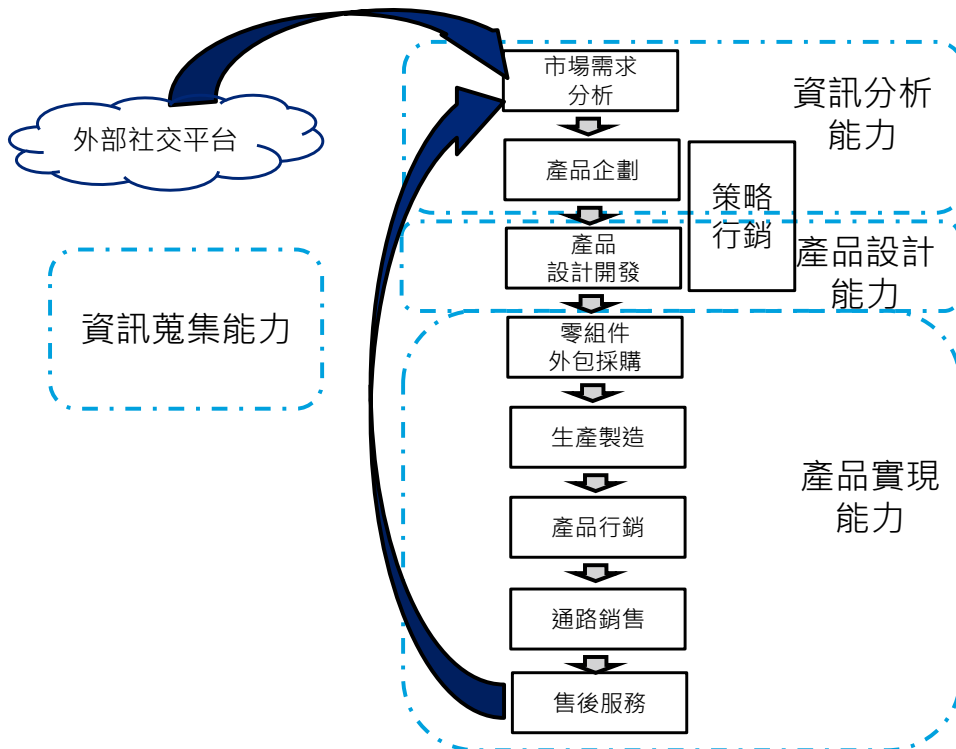 市場需求
分析
資訊分析
能力
外部社交平台
產品企劃
策略
行銷
產品
設計開發
產品設計
能力
資訊蒐集能力
零組件
外包採購
生產製造
產品實現
能力
產品行銷
通路銷售
售後服務